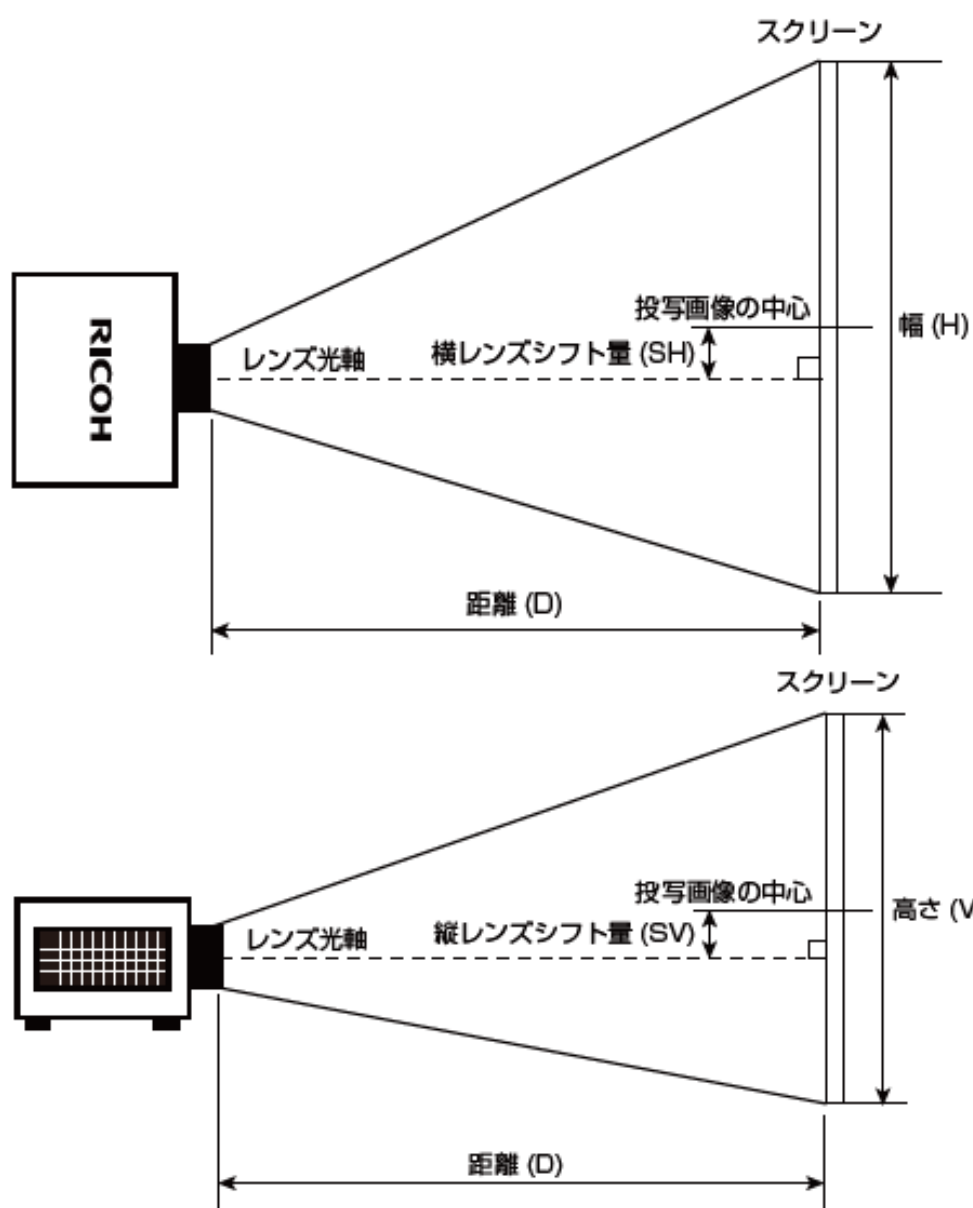 スクリーン
投写画像の中心
幅 (H)
RICOH
レンズ光軸
横レンズシフト量 (SH)
距離 (D)
スクリーン
投写画像の中心
高さ (V
レンズ光軸
縦レンズシフト量 (SV)
距離 (D)